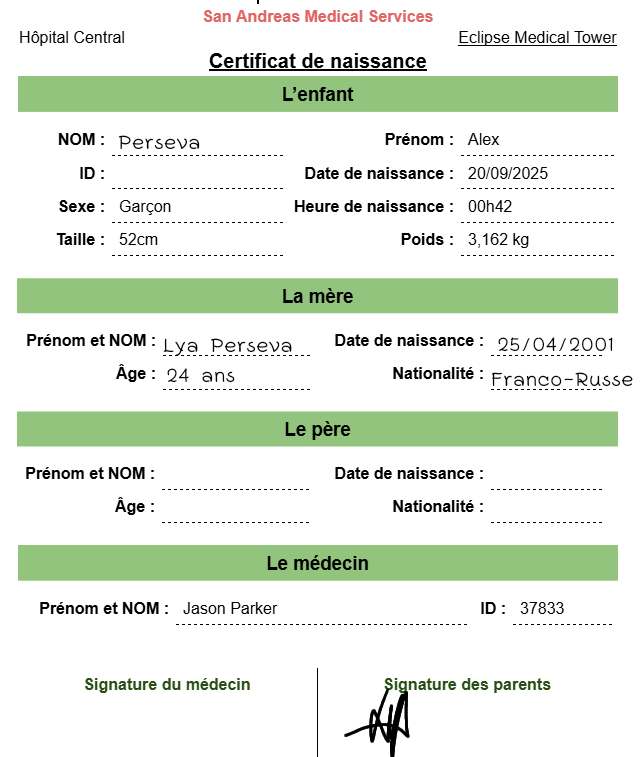 San Andreas Medical Services
Hôpital Central Eclipse Medical Tower
Certificat de naissance
L'enfant
NOM : Perseva Prénom : Alex
ID : Date de naissance : 20/09/2025
Sexe : Garçon Heure de naissance : 00h42
Taille : 52cm Poids : 3,162 kg
La mère
Prénom et NOM : Lya Perseva Date de naissance : 25/04/2001
Âge : 24 ans Nationalité : Franco-Russe
Le père
Prénom et NOM : Date de naissance :
Âge : Nationalité :
Le médecin
Prénom et NOM : Jason Parker ID : 37833
Signature du médecin Signature des parents